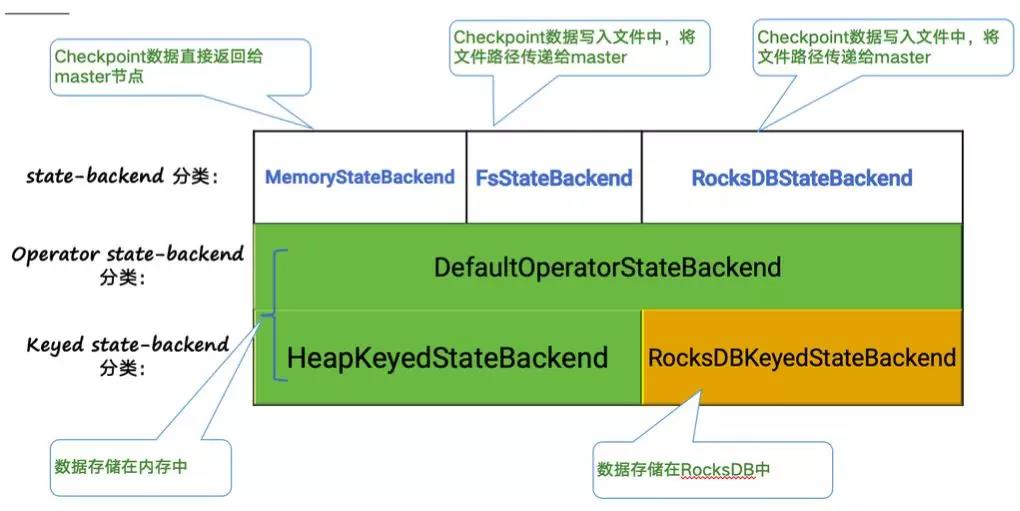 Checkpoint数据直接返回给
master节点
Checkpoint数据写入文件中，将
文件路径传递给master
Checkpoint数据写入文件中，将
文件路径传递给master
state-backend 分类：
MemoryStateBackend
FsStateBackend
RocksDBStateBackend
Operator state-backend
分类：
DefaultOperatorStateBackend
Keyed state-backend
分类：
HeapKeyedStateBackend
RocksDBKeyedStateBackend
数据存储在内存中
数据存储在RocksDB中